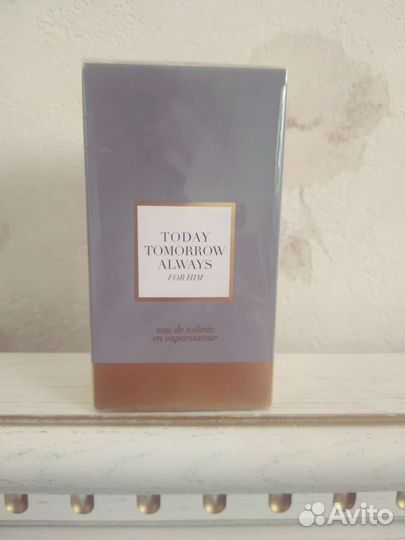 TODAY
TOMORROW
ALWAYS
FOR HIM
eau de toilette
en vaporisateur
Avito